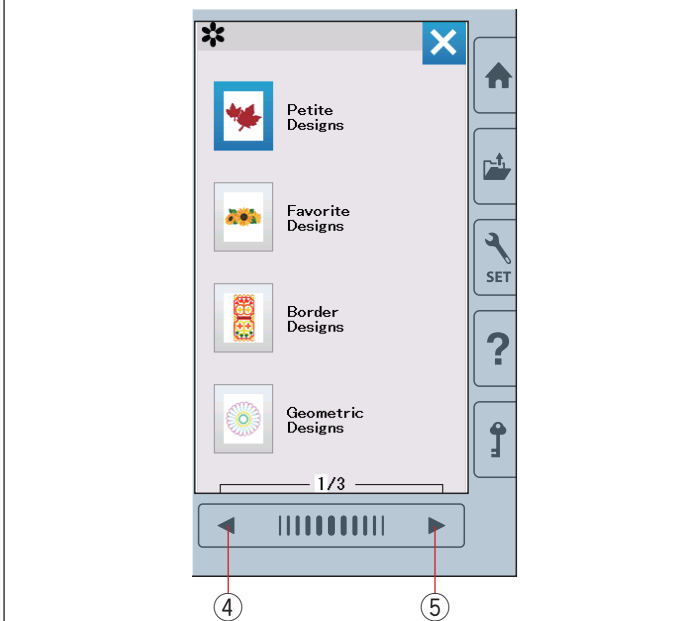 Petite
Designs
Favorite
Designs
SET
Border
Designs
?
Geometric
Designs
1/3
④ ⑤